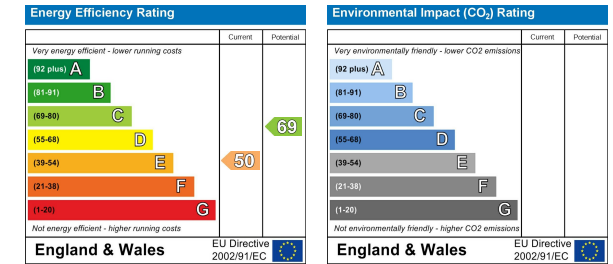 Energy Efficiency Rating
Current Potential
Very energy efficient - lower running costs
(92 plus) A
(81-91) B
(69-80) C
69
(55-68) D
(39-54) E
50
(21-38) F
(1-20) G
Not energy efficient - higher running costs
England & Wales
EU Directive
2002/91/EC
Environmental Impact (CO₂) Rating
Current Potential
Very environmentally friendly - lower CO2 emissions
(92 plus) A
(81-91) B
(69-80) C
(55-68) D
(39-54) E
(21-38) F
(1-20) G
Not environmentally friendly - higher CO2 emissions
England & Wales
EU Directive
2002/91/EC